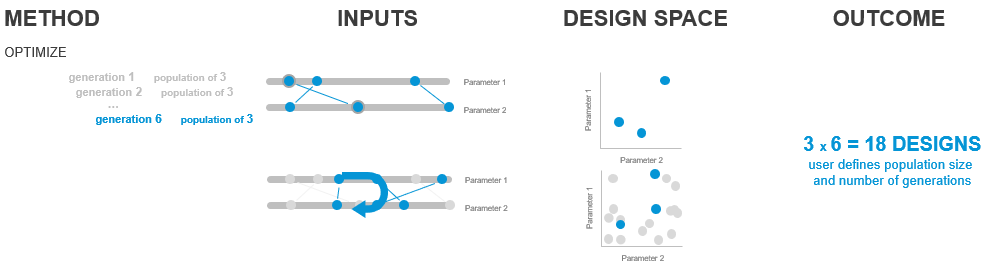 METHOD
INPUTS
DESIGN SPACE
OUTCOME
OPTIMIZE
generation 1 population of 3
generation 2 population of 3
...
generation 6 population of 3
Parameter 1
Parameter 2
Parameter 1
Parameter 2
3 x 6 = 18 DESIGNS
user defines population size
and number of generations
Parameter 1
Parameter 2
Parameter 1
Parameter 2